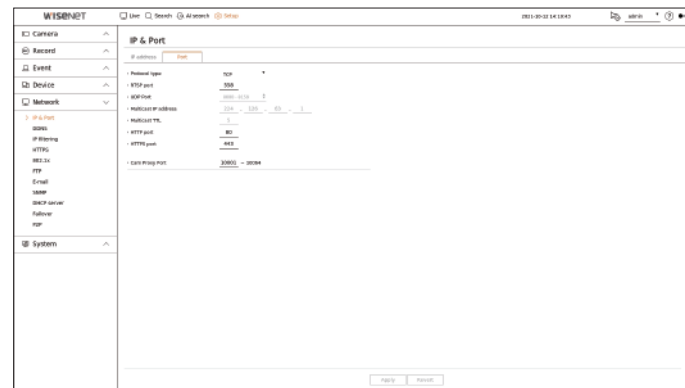 WISENET
Live Search AI search Setup 2021-10-12 14:16:43 admin
Camera
Record
Event
Device
Network
IP & Port
DDNS
IP filtering
HTTPS
802.1x
FTP
E-mail
SNMP
DHCP server
Failover
P2P
System
IP & Port
IP address Port
Protocol type TCP
RTSP port 558
UDP Port
Multicast IP address
Multicast TTL 5
HTTP port 80
HTTPS port 443
Cam Proxy Port 10001 ~ 10064
Apply